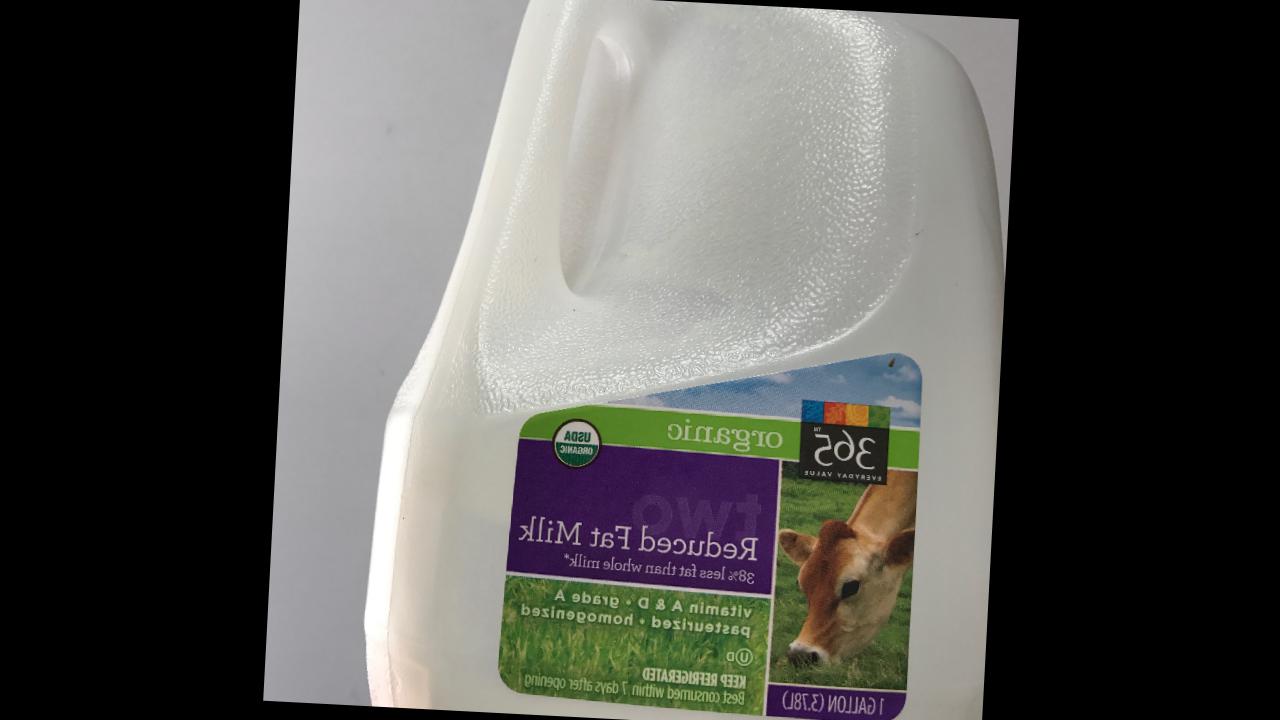 365™
EVERYDAY VALUE
organic
USDA
ORGANIC
two
Reduced Fat Milk
38% less fat than whole milk*
vitamin A & D • grade A
pasteurized • homogenized
U D
KEEP REFRIGERATED
Best consumed within 7 days after opening
1 GALLON (3.78L)